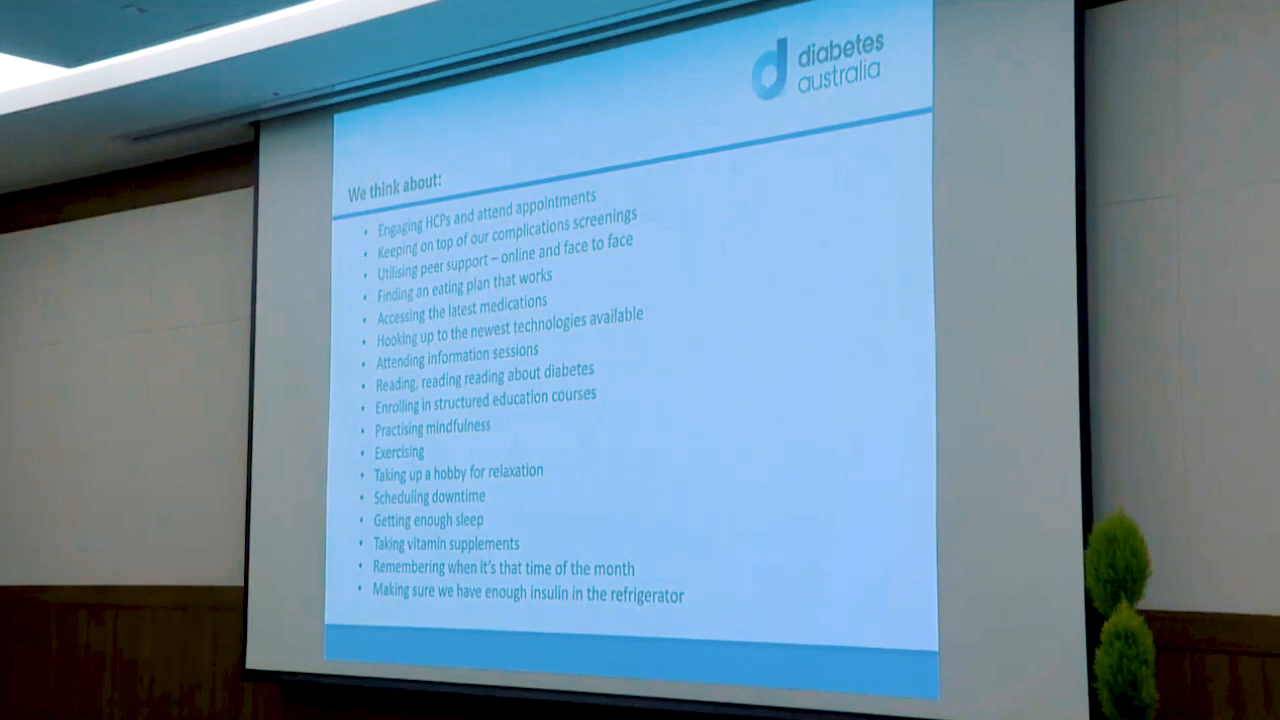 diabetes
australia
We think about:
• Engaging HCPs and attend appointments
• Keeping on top of our complications screenings
• Utilising peer support – online and face to face
• Finding an eating plan that works
• Accessing the latest medications
• Hooking up to the newest technologies available
• Attending information sessions
• Reading, reading reading about diabetes
• Enrolling in structured education courses
• Practising mindfulness
• Exercising
• Taking up a hobby for relaxation
• Scheduling downtime
• Getting enough sleep
• Taking vitamin supplements
• Remembering when it's that time of the month
• Making sure we have enough insulin in the refrigerator